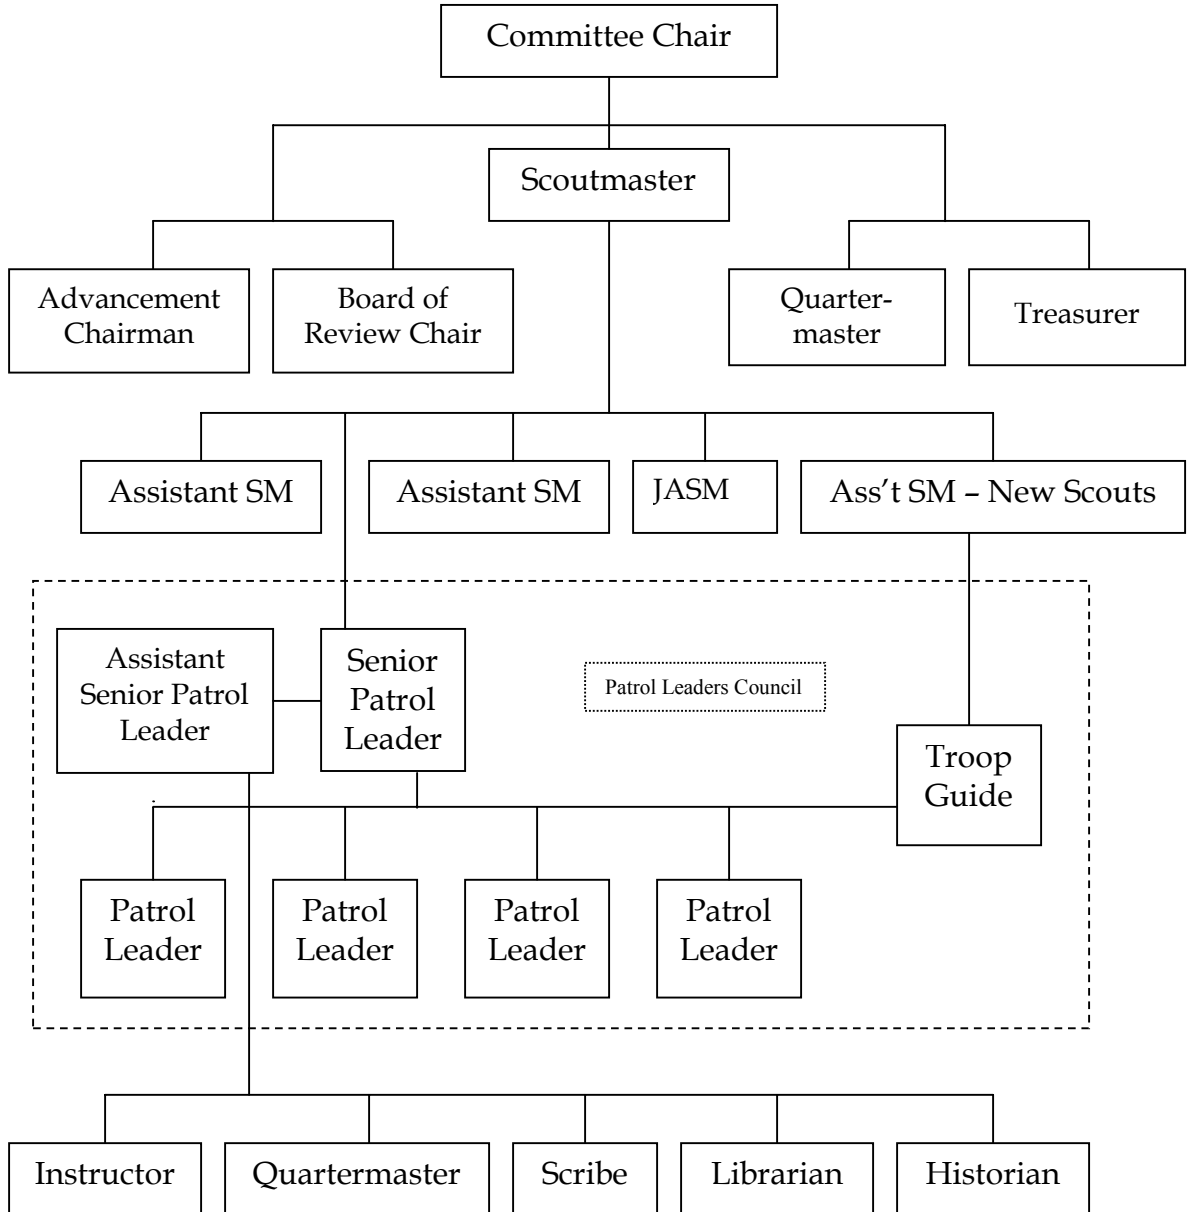 Committee Chair
Scoutmaster
Advancement
Chairman
Board of
Review Chair
Quarter-
master
Treasurer
Assistant SM
Assistant SM
JASM
Ass’t SM – New Scouts
Assistant
Senior Patrol
Leader
Senior
Patrol
Leader
Patrol Leaders Council
Troop
Guide
Patrol
Leader
Patrol
Leader
Patrol
Leader
Patrol
Leader
Instructor
Quartermaster
Scribe
Librarian
Historian